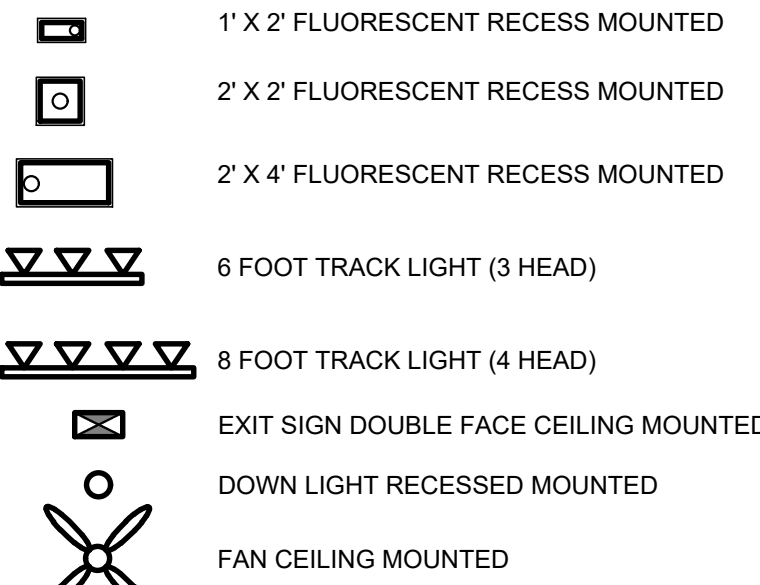 1' X 2' FLUORESCENT RECESS MOUNTED
2' X 2' FLUORESCENT RECESS MOUNTED
2' X 4' FLUORESCENT RECESS MOUNTED
6 FOOT TRACK LIGHT (3 HEAD)
8 FOOT TRACK LIGHT (4 HEAD)
EXIT SIGN DOUBLE FACE CEILING MOUNTED
DOWN LIGHT RECESSED MOUNTED
FAN CEILING MOUNTED